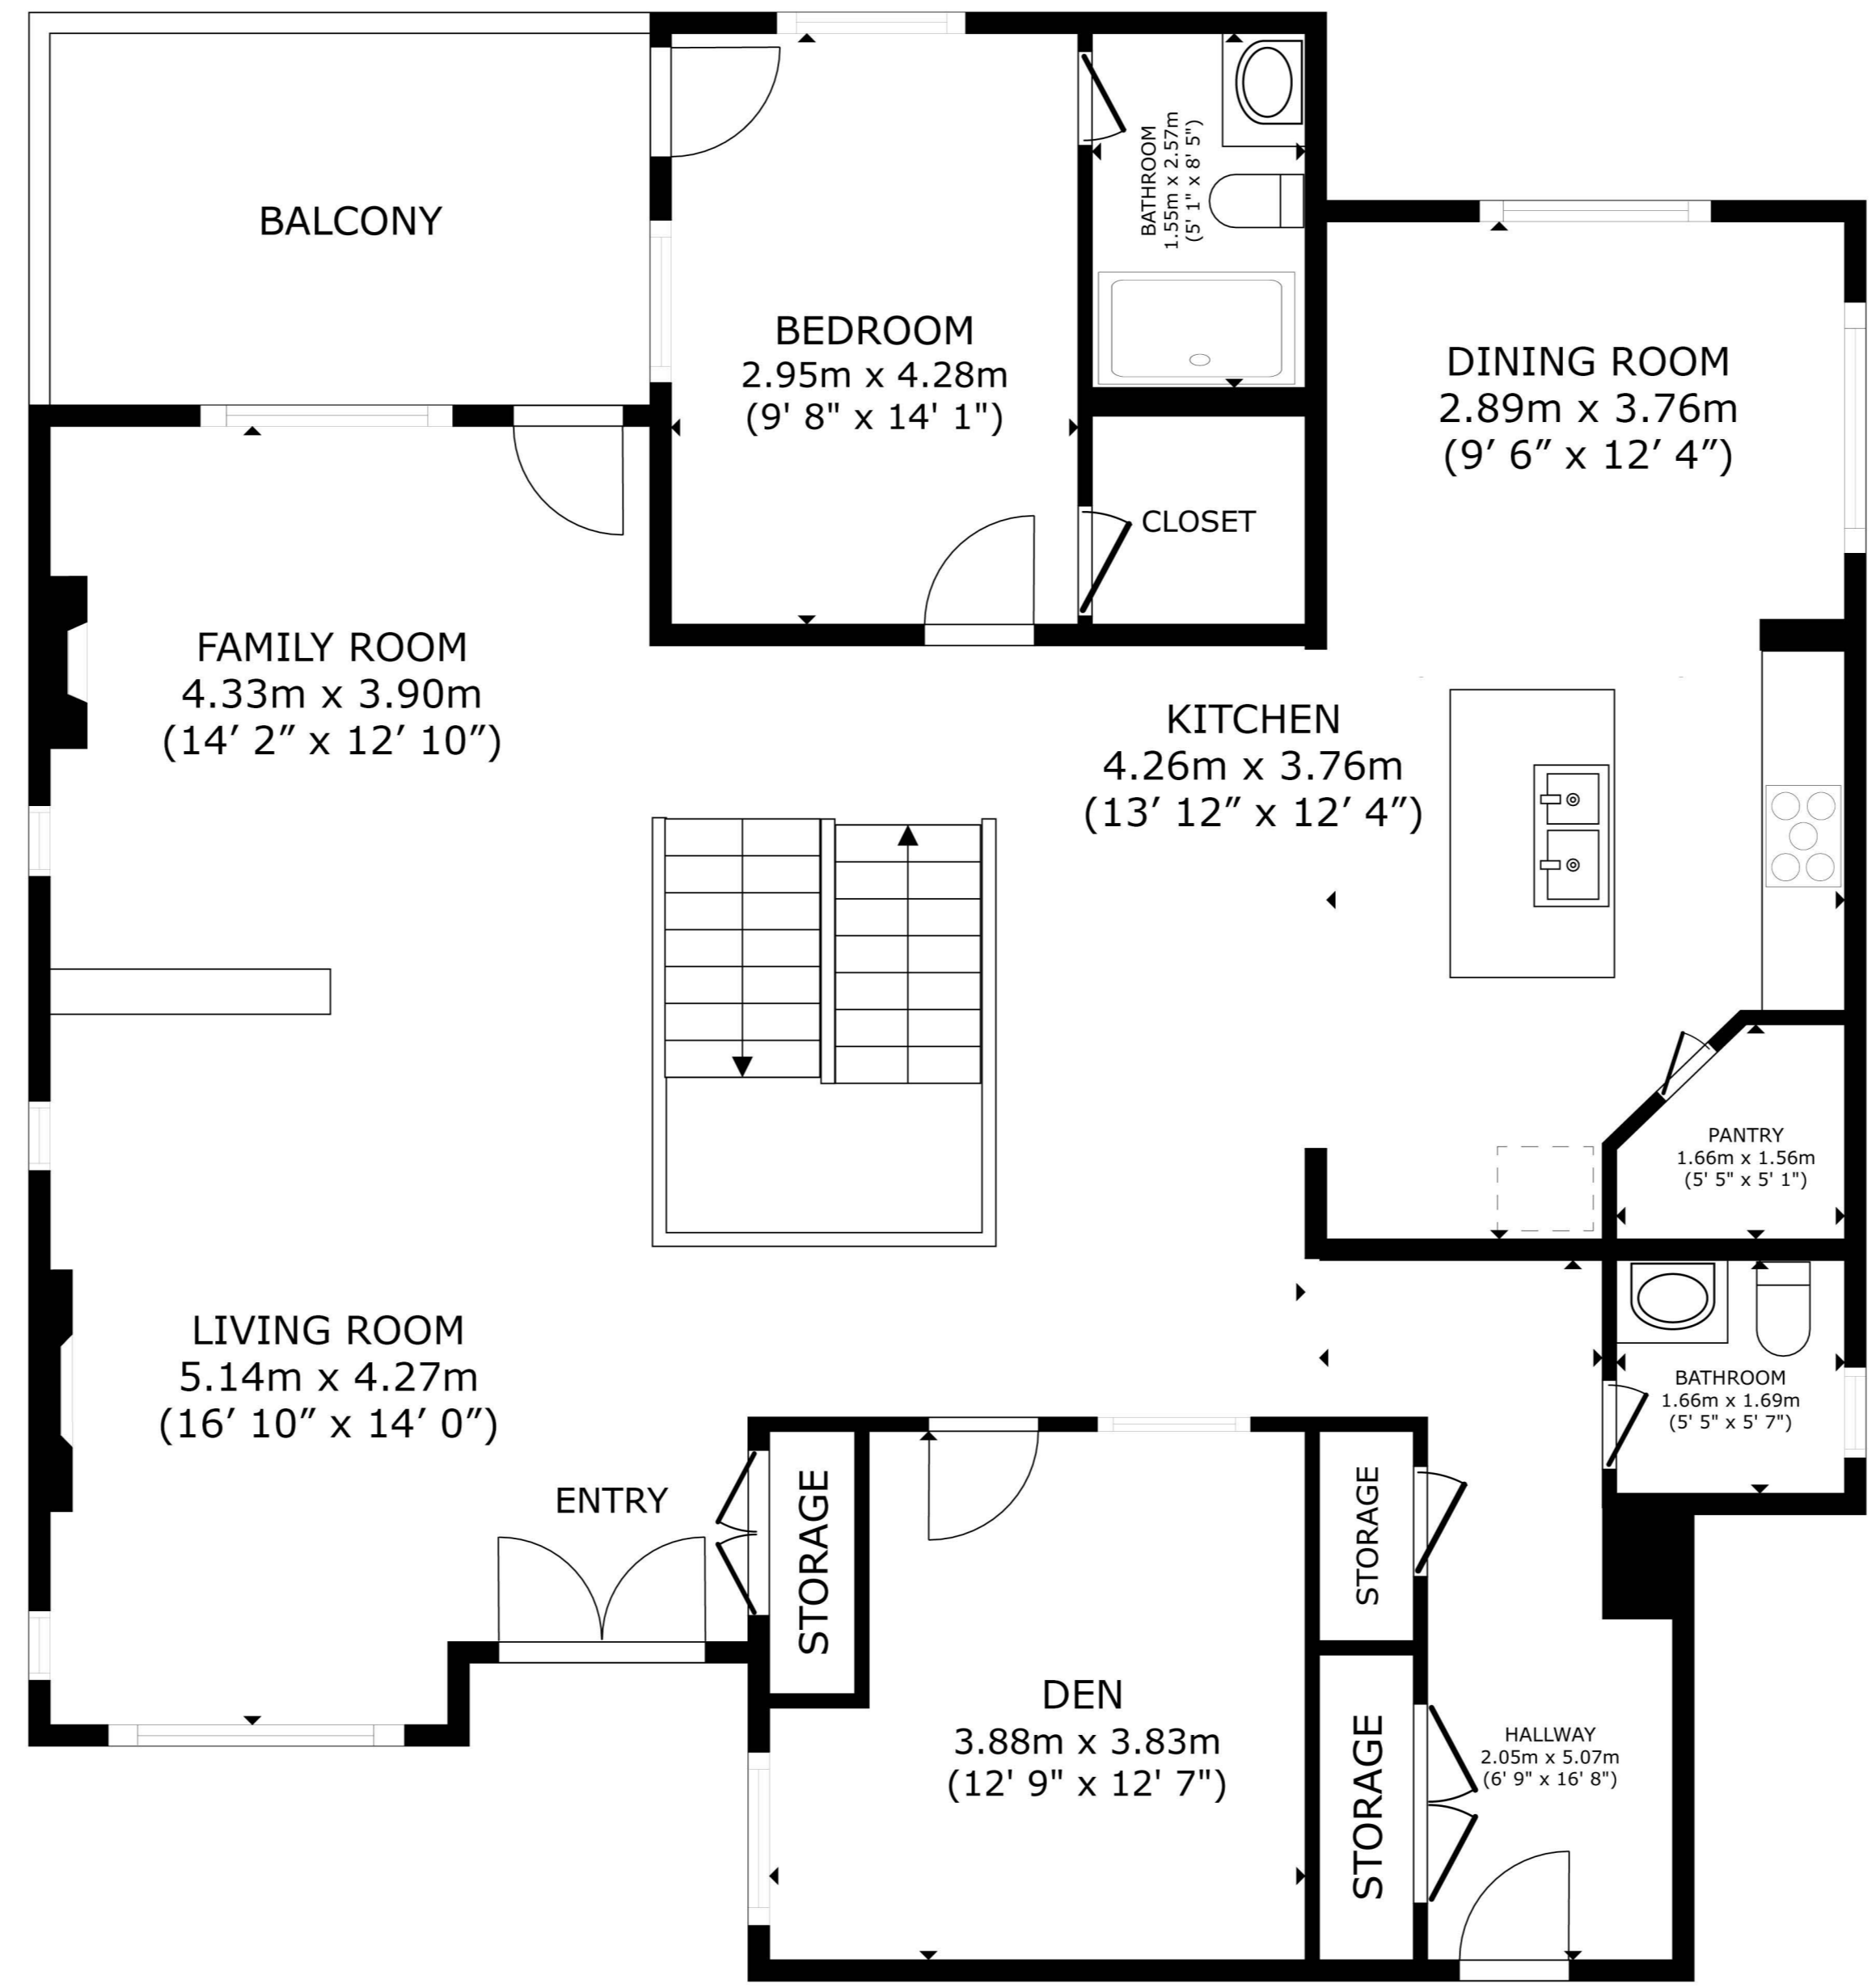 BALCONY
BATHROOM
1.55m x 2.57m
(5' 1" x 8' 5")
BEDROOM
2.95m x 4.28m
(9' 8" x 14' 1")
DINING ROOM
2.89m x 3.76m
(9′ 6″ x 12′ 4″)
CLOSET
FAMILY ROOM
4.33m x 3.90m
(14′ 2″ x 12′ 10″)
KITCHEN
4.26m x 3.76m
(13′ 12″ x 12′ 4″)
PANTRY
1.66m x 1.56m
(5' 5" x 5' 1")
LIVING ROOM
5.14m x 4.27m
(16′ 10″ x 14′ 0″)
BATHROOM
1.66m x 1.69m
(5' 5" x 5' 7")
ENTRY
STORAGE
STORAGE
DEN
3.88m x 3.83m
(12' 9" x 12' 7")
STORAGE
HALLWAY
2.05m x 5.07m
(6' 9" x 16' 8")